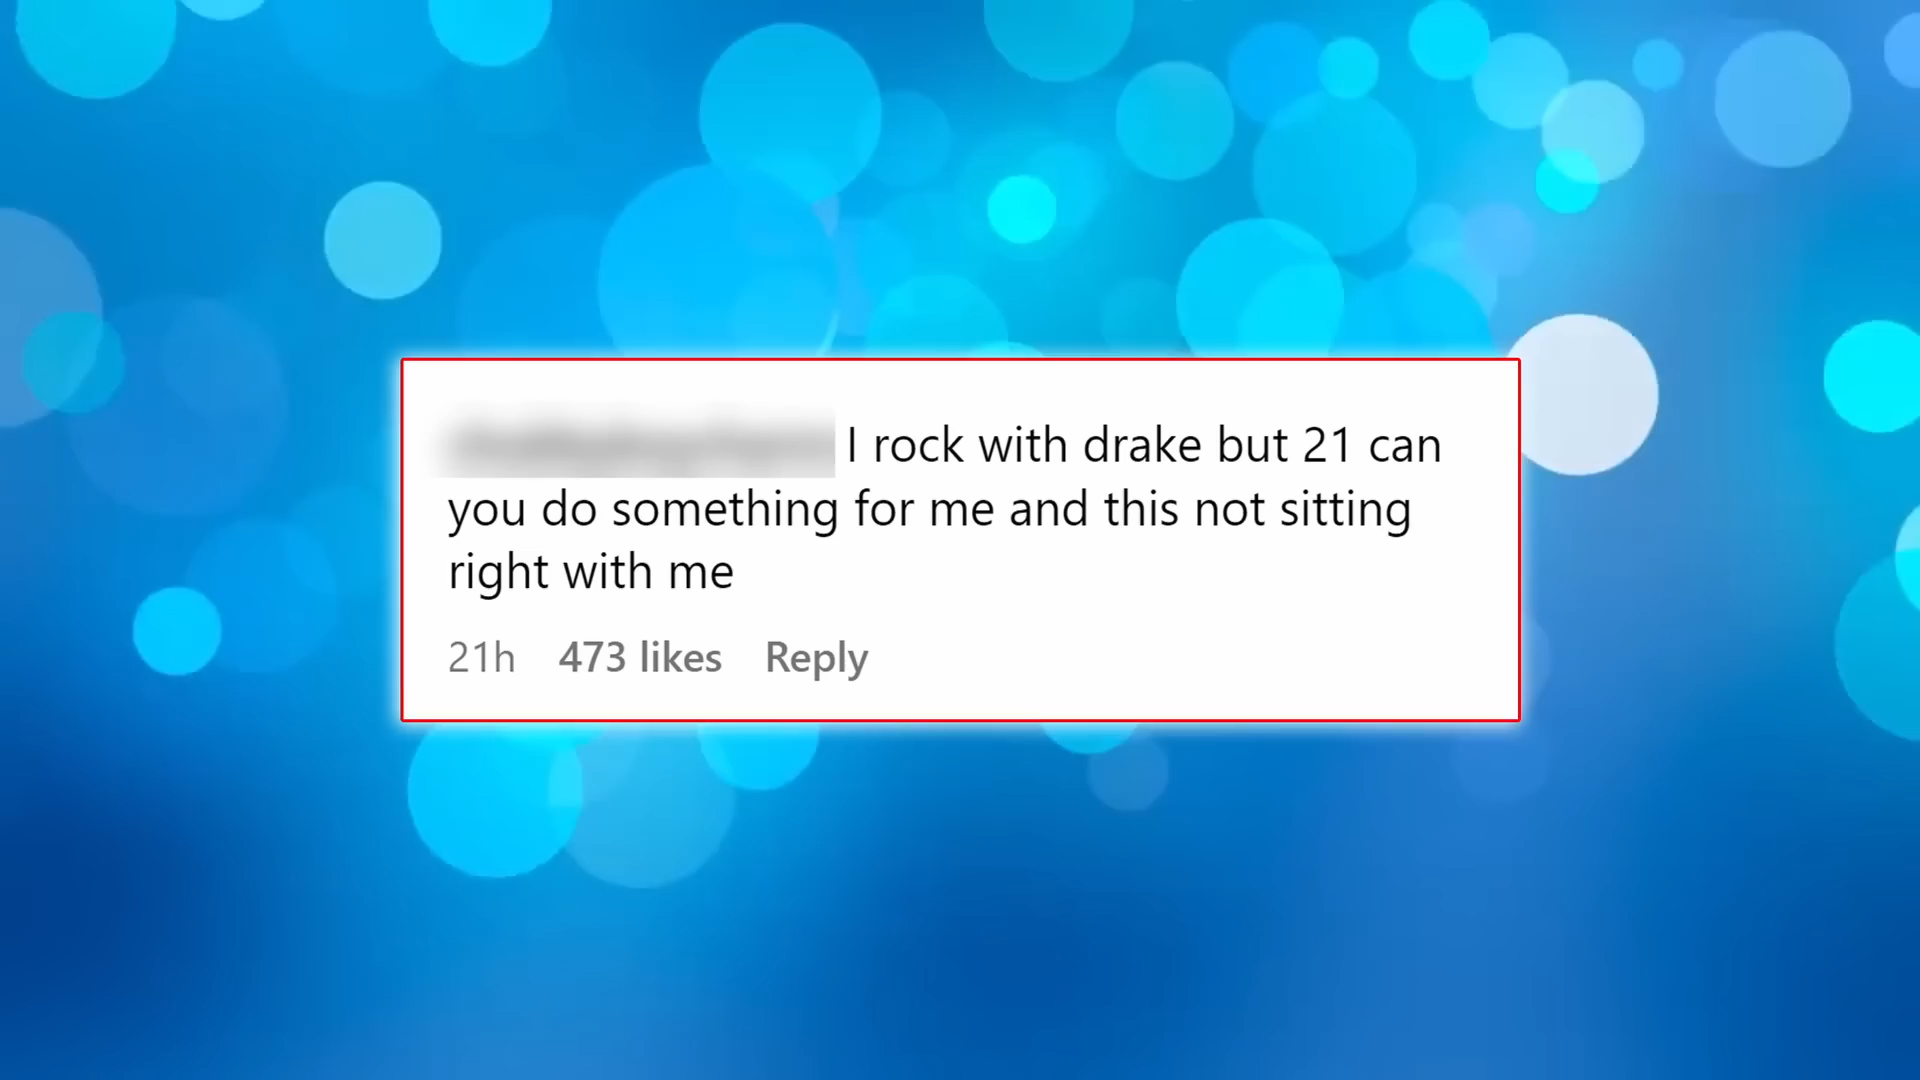 I rock with drake but 21 can
you do something for me and this not sitting
right with me
21h 473 likes Reply